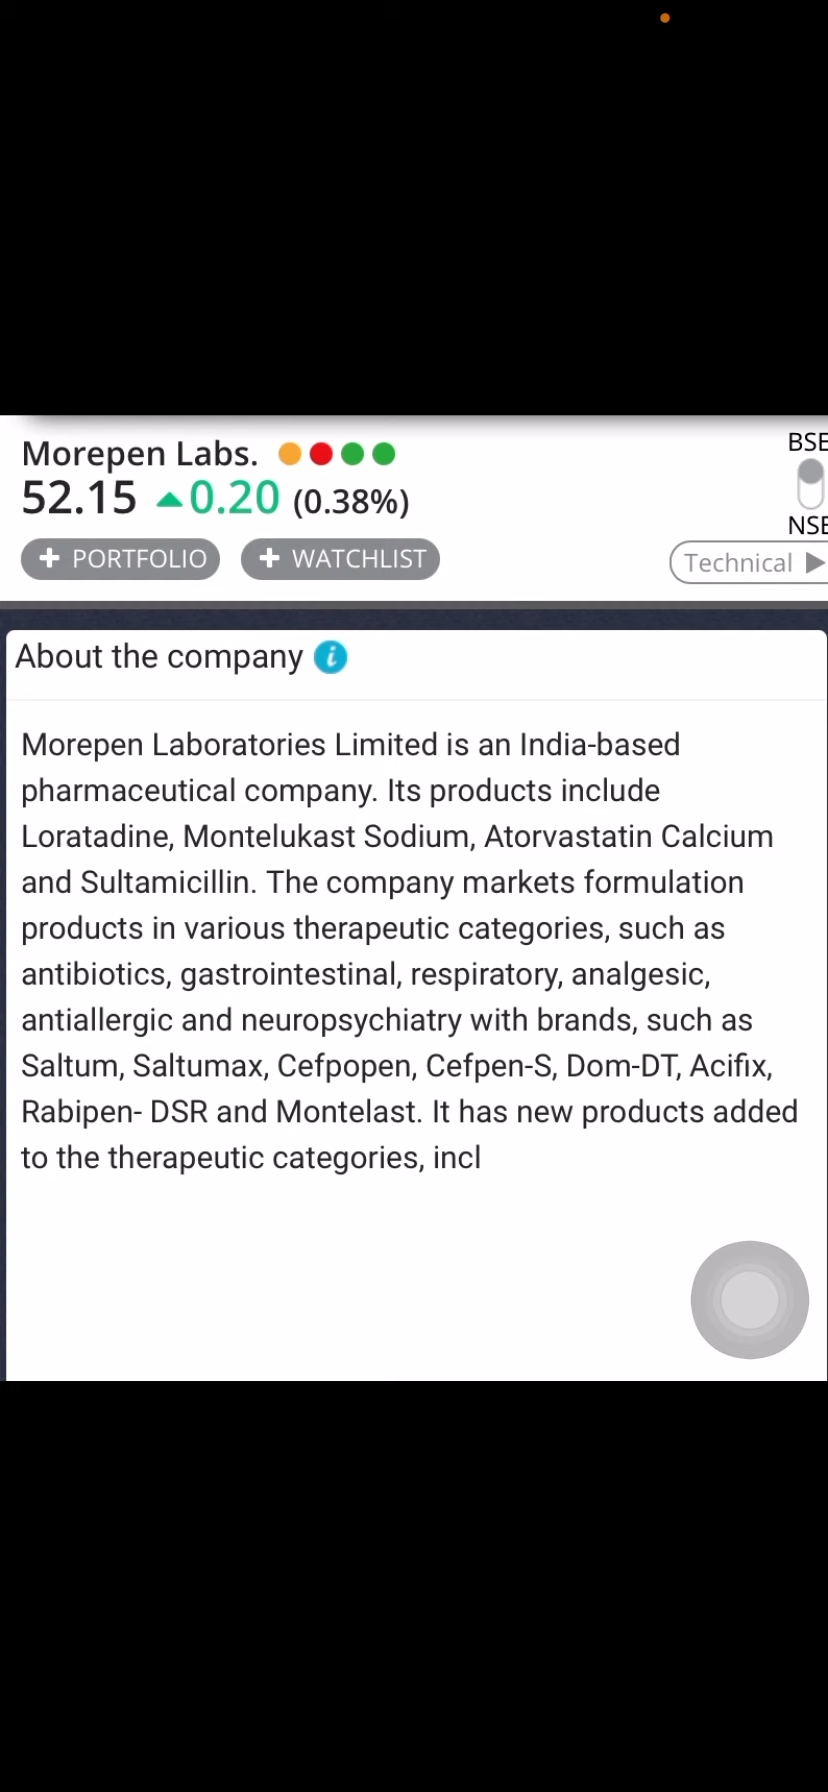 Morepen Labs.
52.15 ▲0.20 (0.38%)
BSE
NSE
+ PORTFOLIO + WATCHLIST
Technical ▶
About the company i
Morepen Laboratories Limited is an India-based
pharmaceutical company. Its products include
Loratadine, Montelukast Sodium, Atorvastatin Calcium
and Sultamicillin. The company markets formulation
products in various therapeutic categories, such as
antibiotics, gastrointestinal, respiratory, analgesic,
antiallergic and neuropsychiatry with brands, such as
Saltum, Saltumax, Cefpopen, Cefpen-S, Dom-DT, Acifix,
Rabipen- DSR and Montelast. It has new products added
to the therapeutic categories, incl